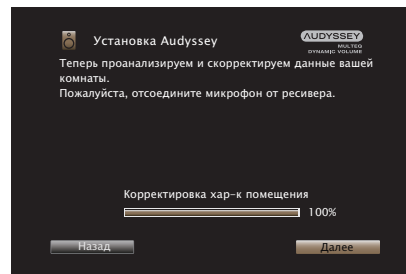 Установка Audyssey
AUDYSSEY
MULTEQ
DYNAMIC VOLUME
Теперь проанализируем и скорректируем данные вашей
комнаты.
Пожалуйста, отсоедините микрофон от ресивера.
Корректировка хар-к помещения
100%
Назад
Далее